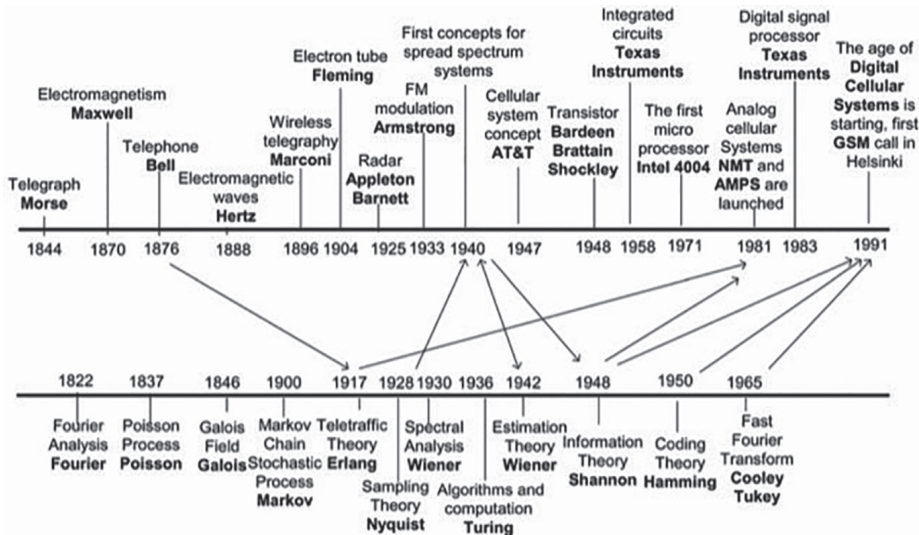 Telegraph
Morse
1844
Electromagnetism
Maxwell
1870
Telephone
Bell
1876
Electromagnetic
waves
Hertz
1888
Wireless
telegraphy
Marconi
1896
Electron tube
Fleming
1904
Radar
Appleton
Barnett
1925
FM
modulation
Armstrong
1933
First concepts for
spread spectrum
systems
1940
Cellular
system
concept
AT&T
1947
Transistor
Bardeen
Brattain
Shockley
1948
Integrated
circuits
Texas
Instruments
1958
The first
micro
processor
Intel 4004
1971
Analog
cellular
Systems
NMT and
AMPS are
launched
1981
Digital signal
processor
Texas
Instruments
1983
The age of
Digital
Cellular
Systems is
starting, first
GSM call in
Helsinki
1991
1822
Fourier
Analysis
Fourier
1837
Poisson
Process
Poisson
1846
Galois
Field
Galois
1900
Markov
Chain
Stochastic
Process
Markov
1917
Teletraffic
Theory
Erlang
1928
Sampling
Theory
Nyquist
1930
Spectral
Analysis
Wiener
1936
Algorithms and
computation
Turing
1942
Estimation
Theory
Wiener
1948
Information
Theory
Shannon
1950
Coding
Theory
Hamming
1965
Fast
Fourier
Transform
Cooley
Tukey